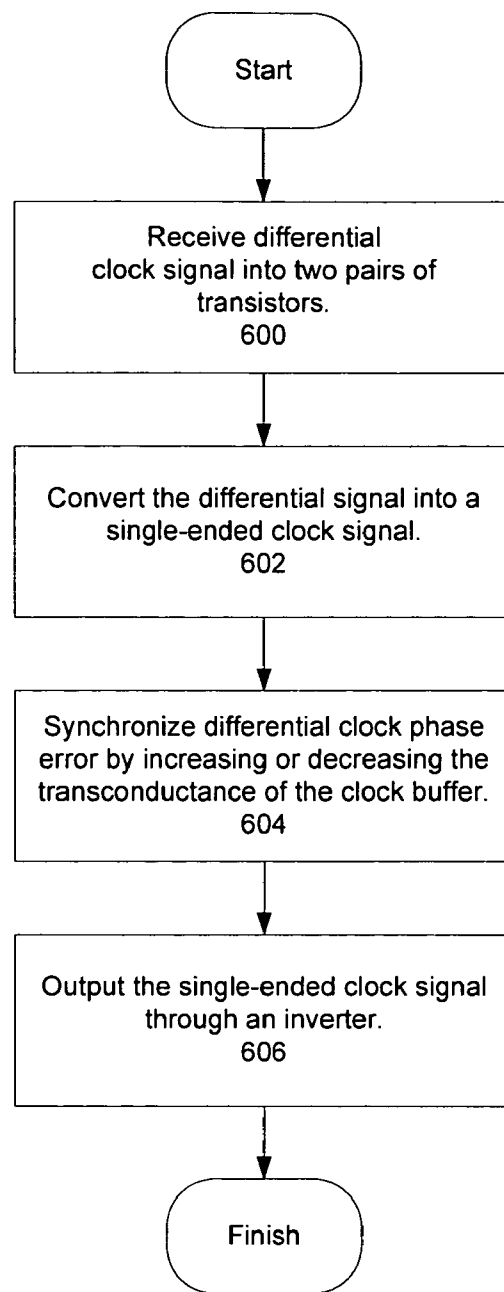 Start
Receive differential
clock signal into two pairs of
transistors.
600
Convert the differential signal into a
single-ended clock signal.
602
Synchronize differential clock phase
error by increasing or decreasing the
transconductance of the clock buffer.
604
Output the single-ended clock signal
through an inverter.
606
Finish